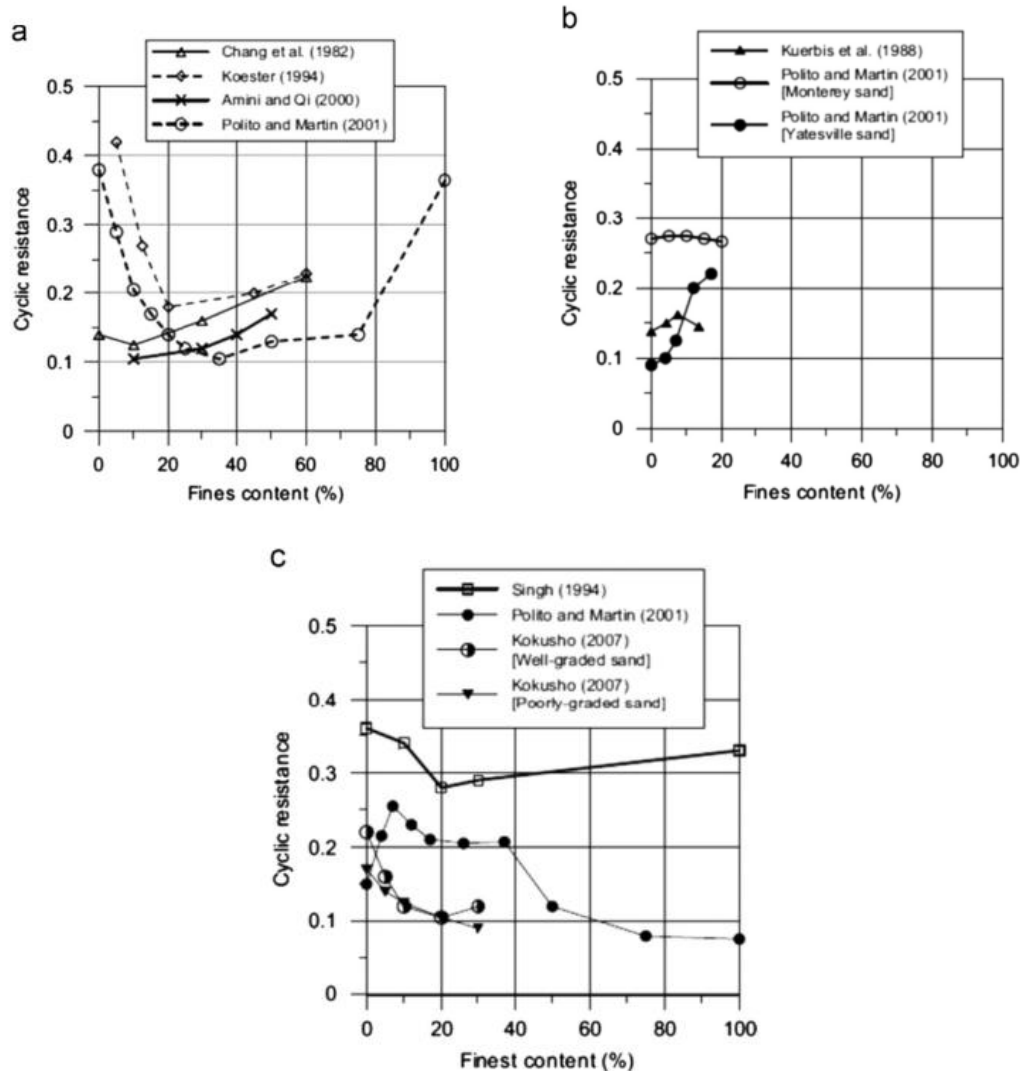 a
Chang et al. (1982)
Koester (1994)
Amini and Qi (2000)
Polito and Martin (2001)
0.5
0.4
0.3
0.2
0.1
0
Cyclic resistance
0 20 40 60 80 100
Fines content (%)
b
Kuerbis et al. (1988)
Polito and Martin (2001)
[Monterey sand]
Polito and Martin (2001)
[Yatesville sand]
0.5
0.4
0.3
0.2
0.1
0
Cyclic resistance
0 20 40 60 80 100
Fines content (%)
c
Singh (1994)
Polito and Martin (2001)
Kokusho (2007)
[Well-graded sand]
Kokusho (2007)
[Poorly-graded sand]
0.5
0.4
0.3
0.2
0.1
0
Cyclic resistance
0 20 40 60 80 100
Finest content (%)